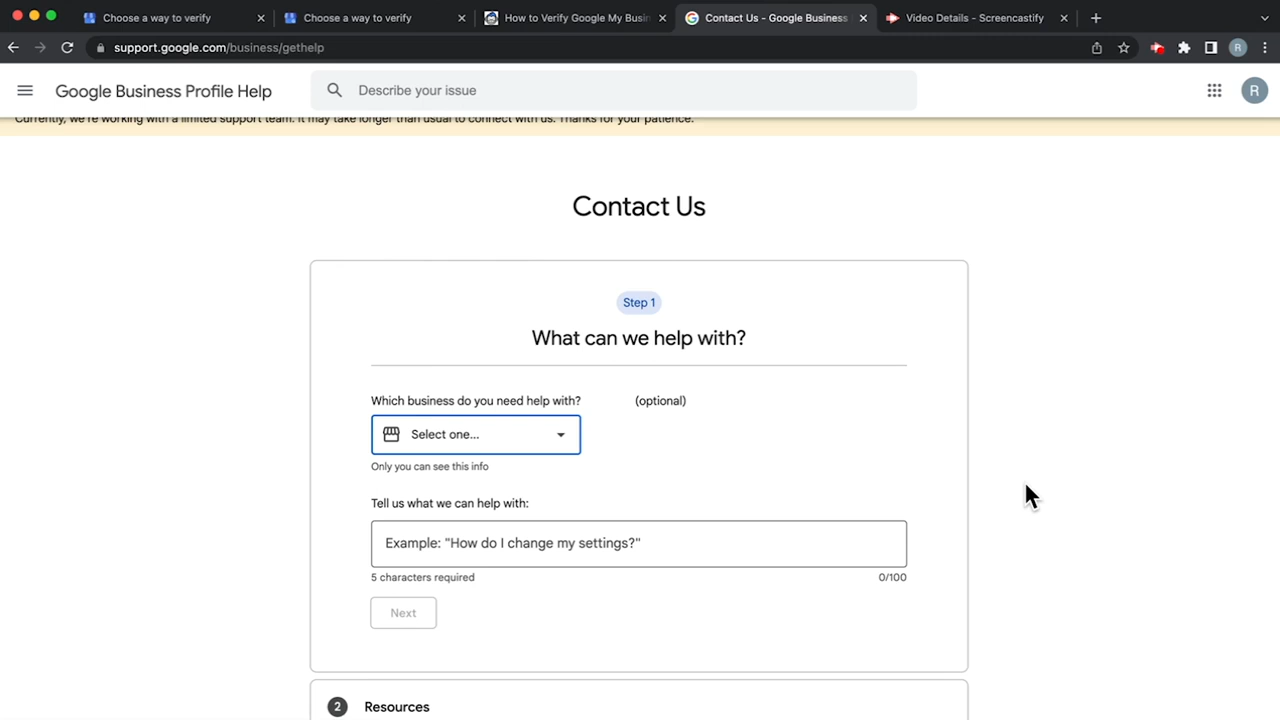 Choose a way to verify
Choose a way to verify
How to Verify Google My Busin
Contact Us - Google Business
Video Details - Screencastify
support.google.com/business/gethelp
R
Google Business Profile Help
Describe your issue
R
Currently, we're working with a limited support team. It may take longer than usual to connect with us. Thanks for your patience.
Contact Us
Step 1
What can we help with?
Which business do you need help with? (optional)
Select one...
Only you can see this info
Tell us what we can help with:
Example: "How do I change my settings?"
5 characters required 0/100
Next
2 Resources